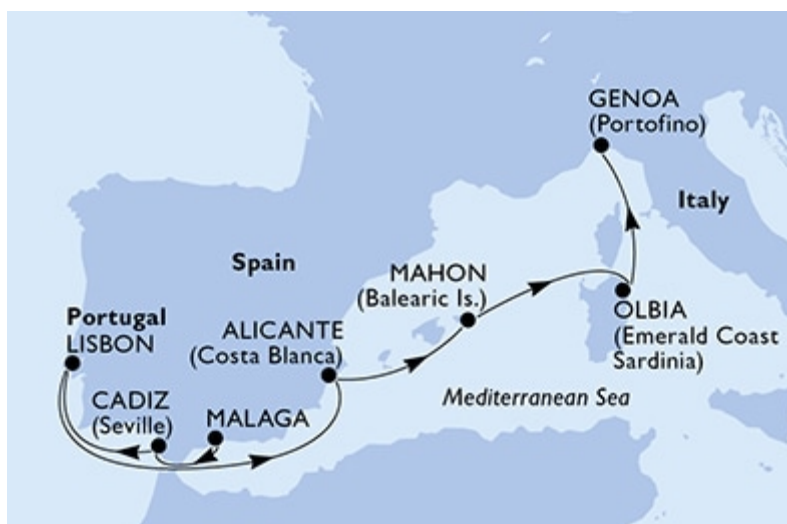 GENOA
(Portofino)
Italy
Spain
MAHON
(Balearic Is.)
Portugal
LISBON
ALICANTE
(Costa Blanca)
OLBIA
(Emerald Coast
Sardinia)
CADIZ
(Seville)
MALAGA
Mediterranean Sea